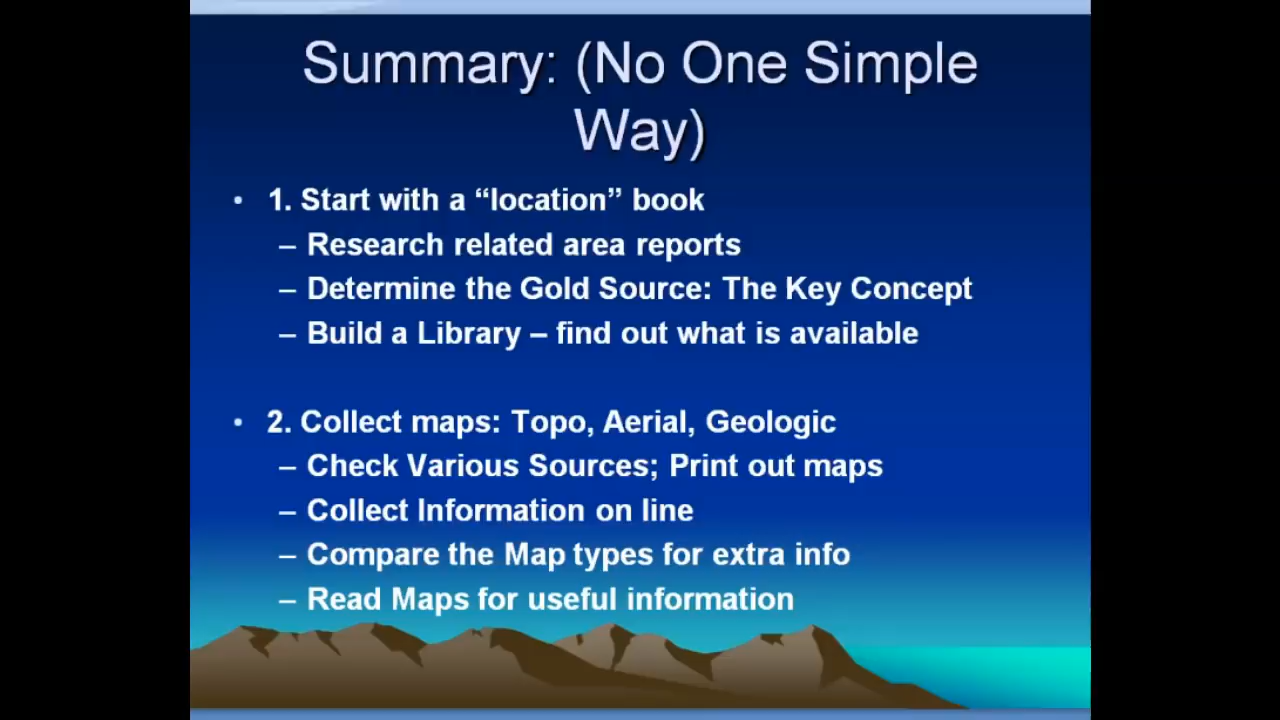 Summary: (No One Simple
Way)
• 1. Start with a “location” book
– Research related area reports
– Determine the Gold Source: The Key Concept
– Build a Library – find out what is available
• 2. Collect maps: Topo, Aerial, Geologic
– Check Various Sources; Print out maps
– Collect Information on line
– Compare the Map types for extra info
– Read Maps for useful information